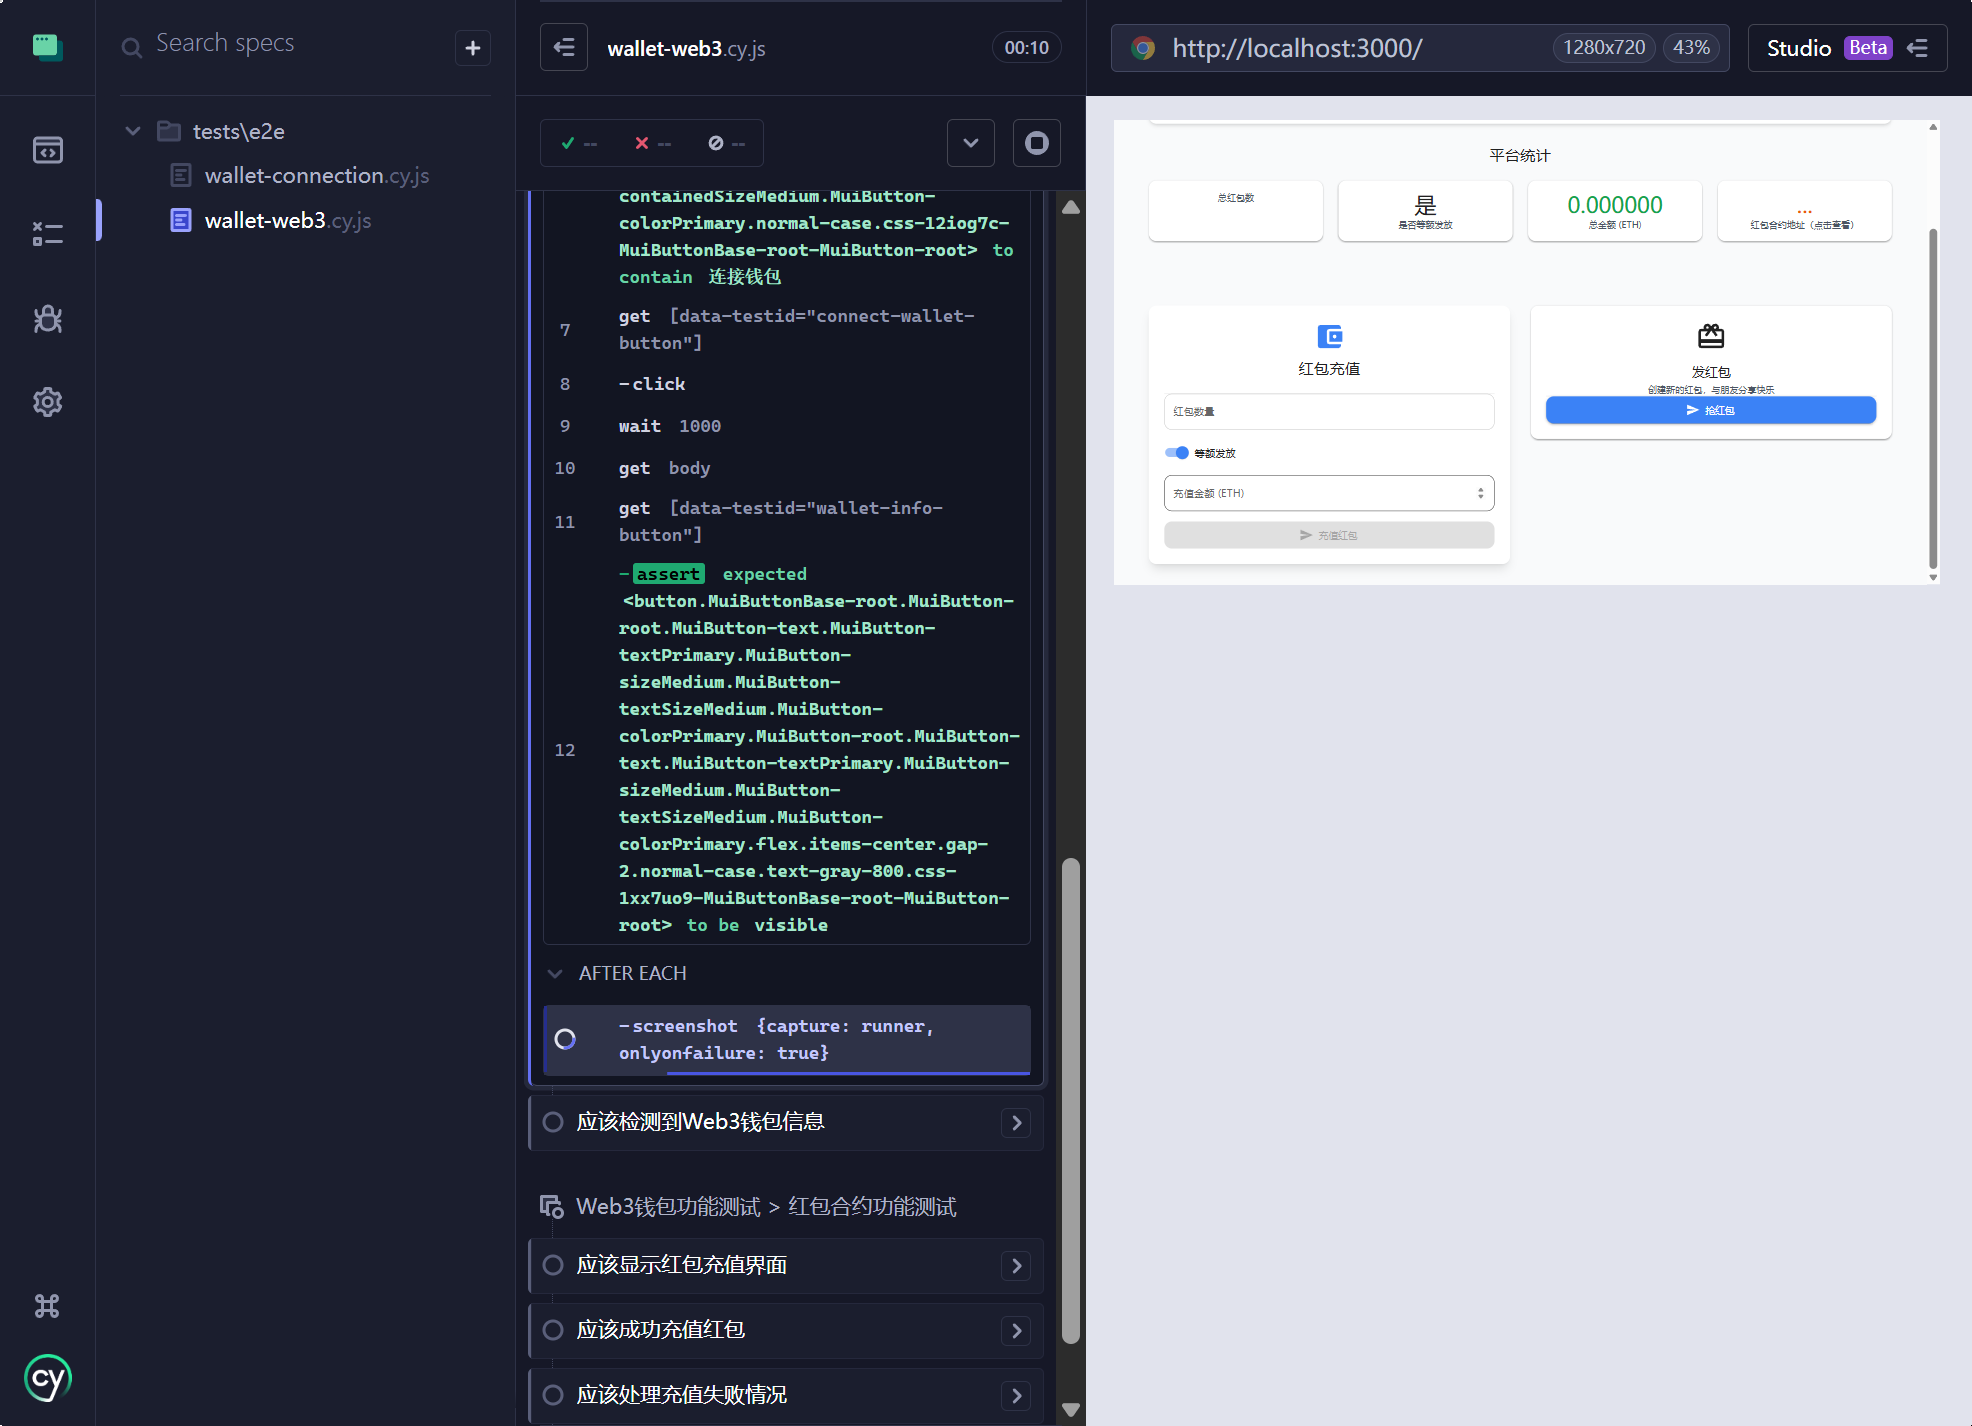 Search specs
tests\e2e
wallet-connection.cy.js
wallet-web3.cy.js
wallet-web3.cy.js
00:10
--
--
--
containedSizeMedium.MuiButton-
colorPrimary.normal-case.css-12iog7c-
MuiButtonBase-root-MuiButton-root> to
contain 连接钱包
7 get [data-testid="connect-wallet-
button"]
8 -click
9 wait 1000
10 get body
11 get [data-testid="wallet-info-
button"]
12 -assert expected
<button.MuiButtonBase-root.MuiButton-
root.MuiButton-text.MuiButton-
textPrimary.MuiButton-
sizeMedium.MuiButton-
textSizeMedium.MuiButton-
colorPrimary.MuiButton-root.MuiButton-
text.MuiButton-textPrimary.MuiButton-
sizeMedium.MuiButton-
textSizeMedium.MuiButton-
colorPrimary.flex.items-center.gap-
2.normal-case.text-gray-800.css-
1xx7uo9-MuiButtonBase-root-MuiButton-
root> to be visible
AFTER EACH
-screenshot {capture: runner,
onlyonfailure: true}
应该检测到Web3钱包信息
Web3钱包功能测试 > 红包合约功能测试
应该显示红包充值界面
应该成功充值红包
应该处理充值失败情况
cy
http://localhost:3000/
1280x720
43%
Studio Beta
平台统计
总红包数
是
是否等额发放
0.000000
总金额 (ETH)
...
红包合约地址（点击查看）
红包充值
红包数量
等额发放
充值金额 (ETH)
充值红包
发红包
创建新的红包，与朋友分享快乐
抢红包